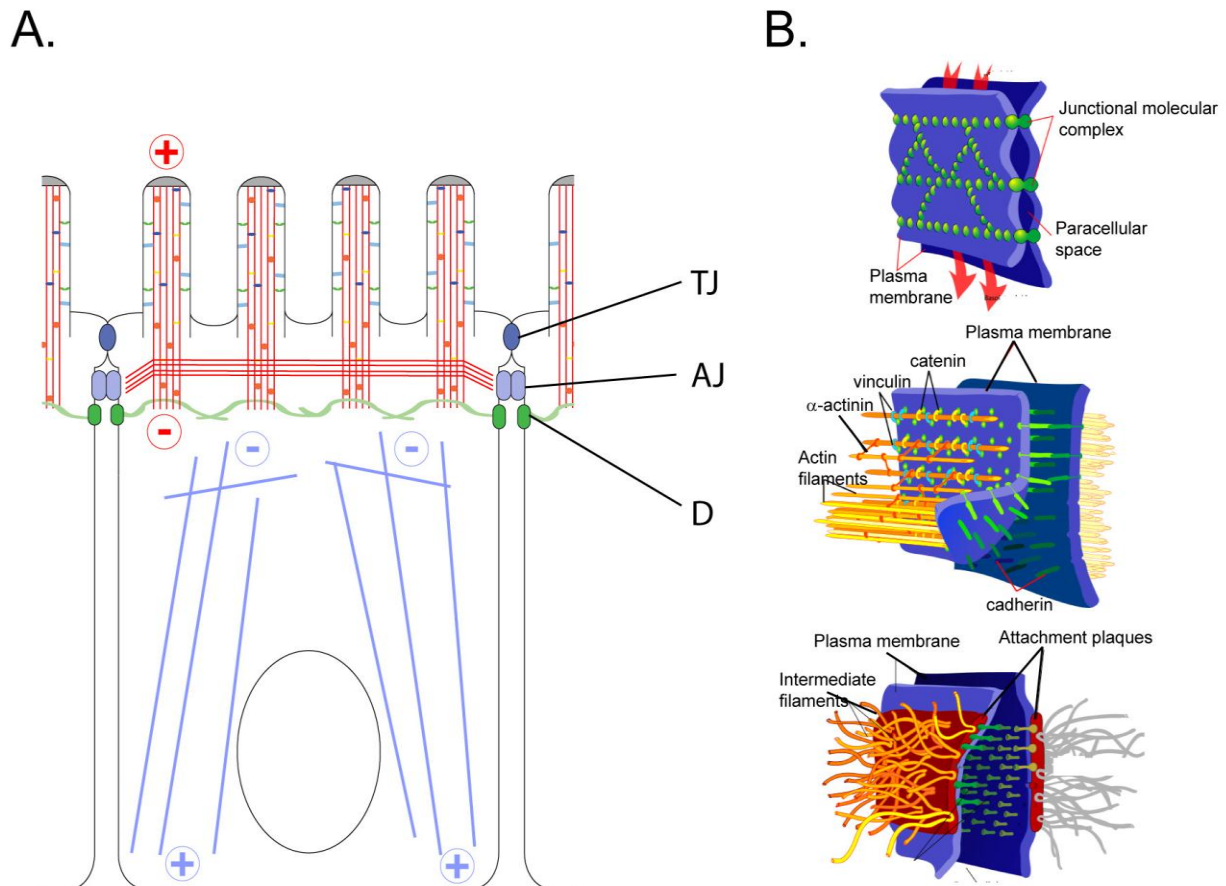 A.
B.
+
-
-
-
+
+
TJ
AJ
D
Junctional molecular
complex
Paracellular
space
Plasma
membrane
Plasma membrane
catenin
vinculin
α-actinin
Actin
filaments
cadherin
Plasma membrane
Attachment plaques
Intermediate
filaments